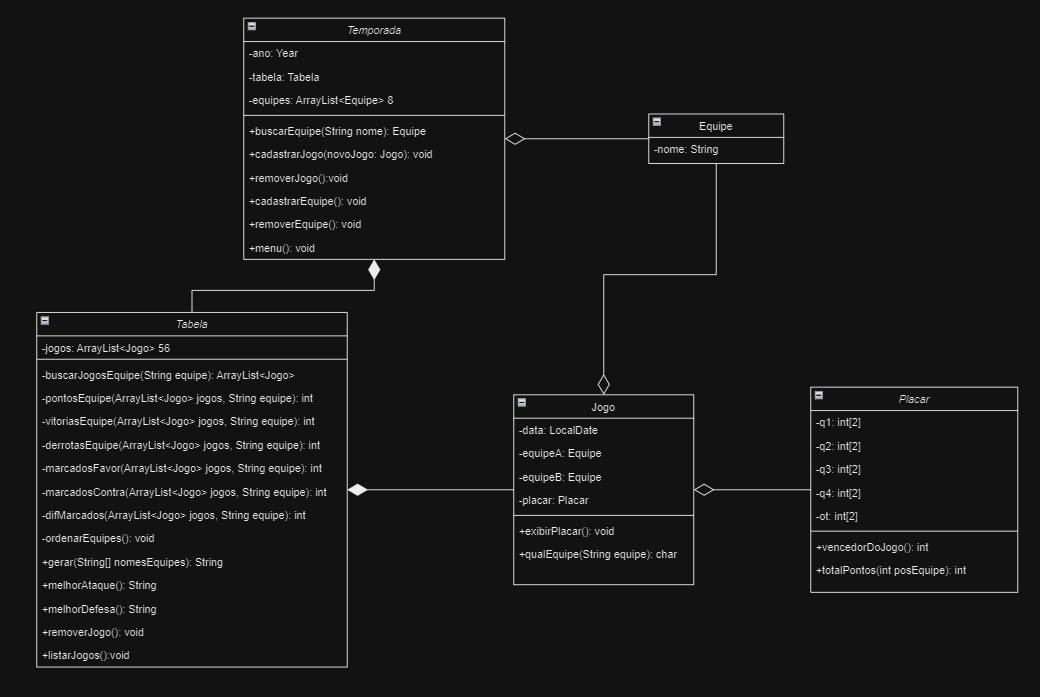 Temporada
-ano: Year
-tabela: Tabela
-equipes: ArrayList<Equipe> 8
+buscarEquipe(String nome): Equipe
+cadastrarJogo(novoJogo: Jogo): void
+removerJogo():void
+cadastrarEquipe(): void
+removerEquipe(): void
+menu(): void
Equipe
-nome: String
Tabela
-jogos: ArrayList<Jogo> 56
-buscarJogosEquipe(String equipe): ArrayList<Jogo>
-pontosEquipe(ArrayList<Jogo> jogos, String equipe): int
-vitoriasEquipe(ArrayList<Jogo> jogos, String equipe): int
-derrotasEquipe(ArrayList<Jogo> jogos, String equipe): int
-marcadosFavor(ArrayList<Jogo> jogos, String equipe): int
-marcadosContra(ArrayList<Jogo> jogos, String equipe): int
-difMarcados(ArrayList<Jogo> jogos, String equipe): int
-ordenarEquipes(): void
+gerar(String[] nomesEquipes): String
+melhorAtaque(): String
+melhorDefesa(): String
+removerJogo(): void
+listarJogos():void
Jogo
-data: LocalDate
-equipeA: Equipe
-equipeB: Equipe
-placar: Placar
+exibirPlacar(): void
+qualEquipe(String equipe): char
Placar
-q1: int[2]
-q2: int[2]
-q3: int[2]
-q4: int[2]
-ot: int[2]
+vencedorDoJogo(): int
+totalPontos(int posEquipe): int